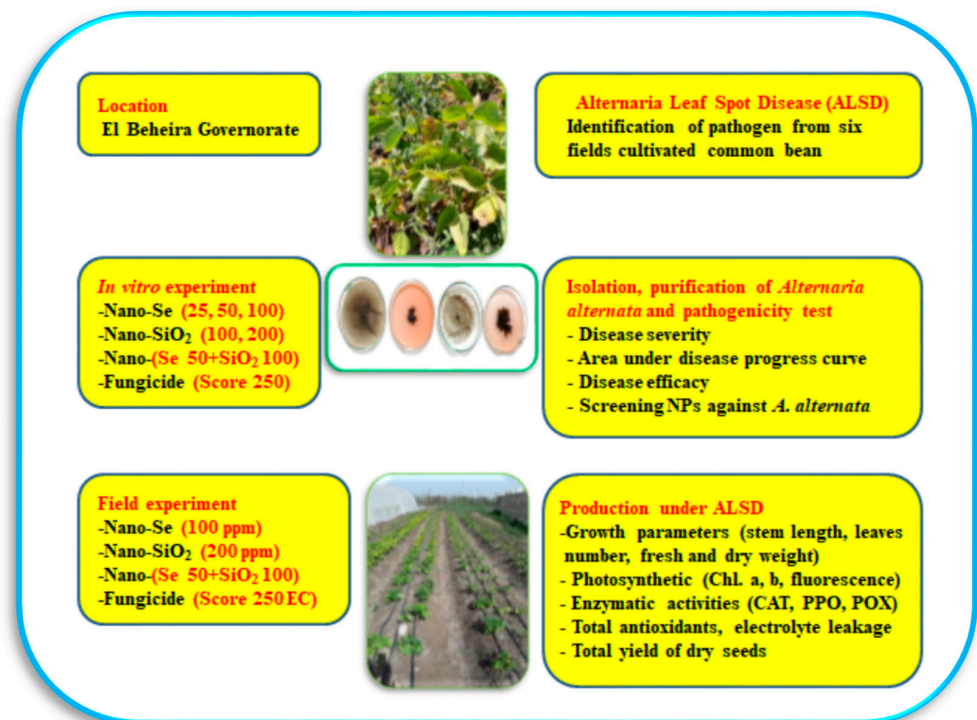 Location
El Beheira Governorate
Alternaria Leaf Spot Disease (ALSD)
Identification of pathogen from six
fields cultivated common bean
In vitro experiment
-Nano-Se (25, 50, 100)
-Nano-SiO₂ (100, 200)
-Nano-(Se 50+SiO₂ 100)
-Fungicide (Score 250)
Isolation, purification of Alternaria
alternata and pathogenicity test
- Disease severity
- Area under disease progress curve
- Disease efficacy
- Screening NPs against A. alternata
Field experiment
-Nano-Se (100 ppm)
-Nano-SiO₂ (200 ppm)
-Nano-(Se 50+SiO₂ 100)
-Fungicide (Score 250 EC)
Production under ALSD
-Growth parameters (stem length, leaves
number, fresh and dry weight)
- Photosynthetic (Chl. a, b, fluorescence)
- Enzymatic activities (CAT, PPO, POX)
- Total antioxidants, electrolyte leakage
- Total yield of dry seeds